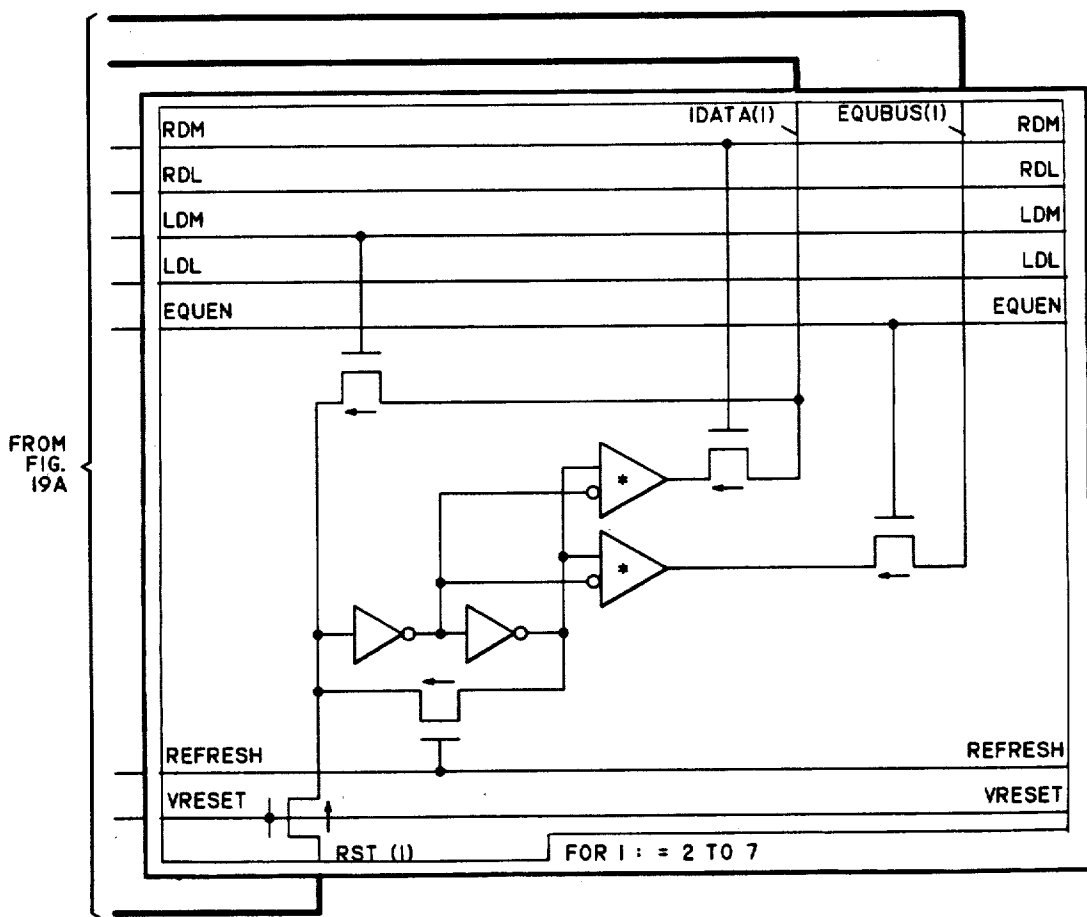 IDATA(I) EQUBUS(I)
RDM RDM
RDL RDL
LDM LDM
LDL LDL
EQUEN EQUEN
FROM
FIG.
19A
*
*
REFRESH REFRESH
VRESET VRESET
RST (I) FOR I : = 2 TO 7